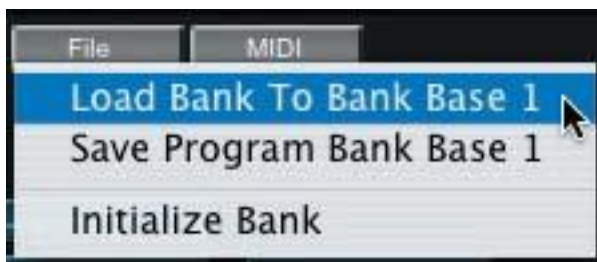 File MIDI
Load Bank To Bank Base 1
Save Program Bank Base 1
Initialize Bank